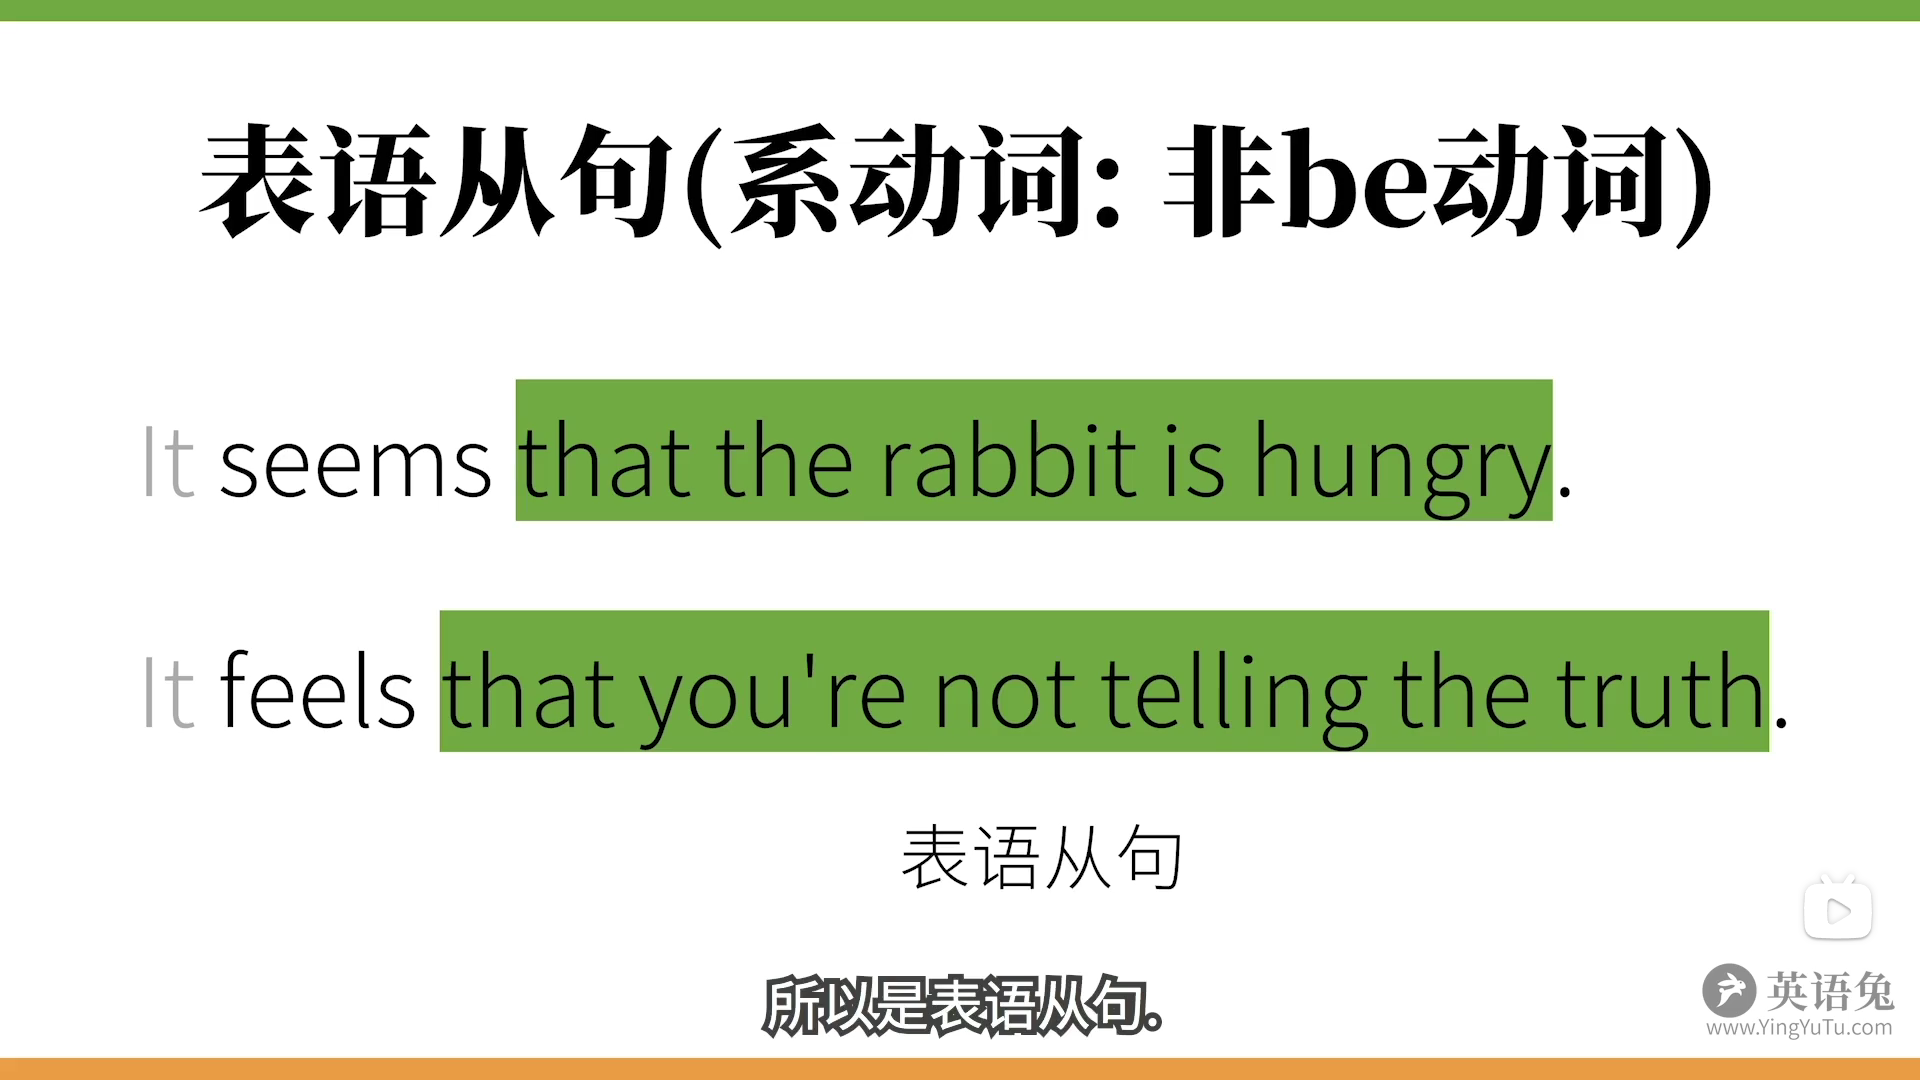 表语从句(系动词: 非be动词)
It seems that the rabbit is hungry.
It feels that you're not telling the truth.
表语从句
所以是表语从句.
英语兔
www.YingYuTu.com